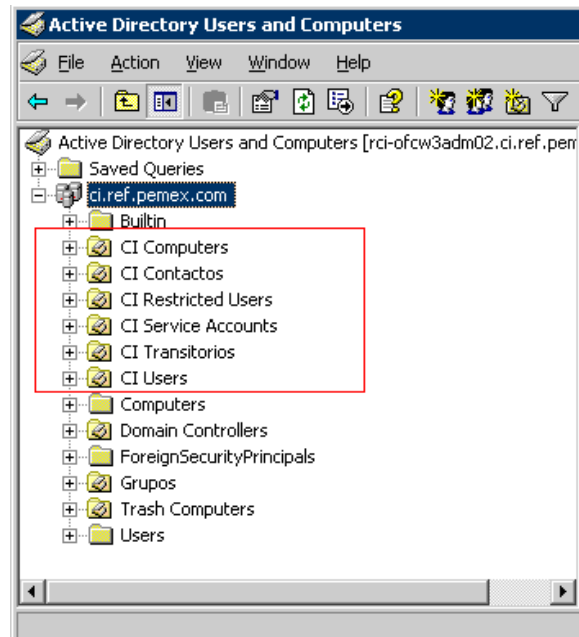 Active Directory Users and Computers
File Action View Window Help
Active Directory Users and Computers [rci-ofcw3adm02.ci.ref.pem
Saved Queries
ci.ref.pemex.com
Builtin
CI Computers
CI Contactos
CI Restricted Users
CI Service Accounts
CI Transitorios
CI Users
Computers
Domain Controllers
ForeignSecurityPrincipals
Grupos
Trash Computers
Users